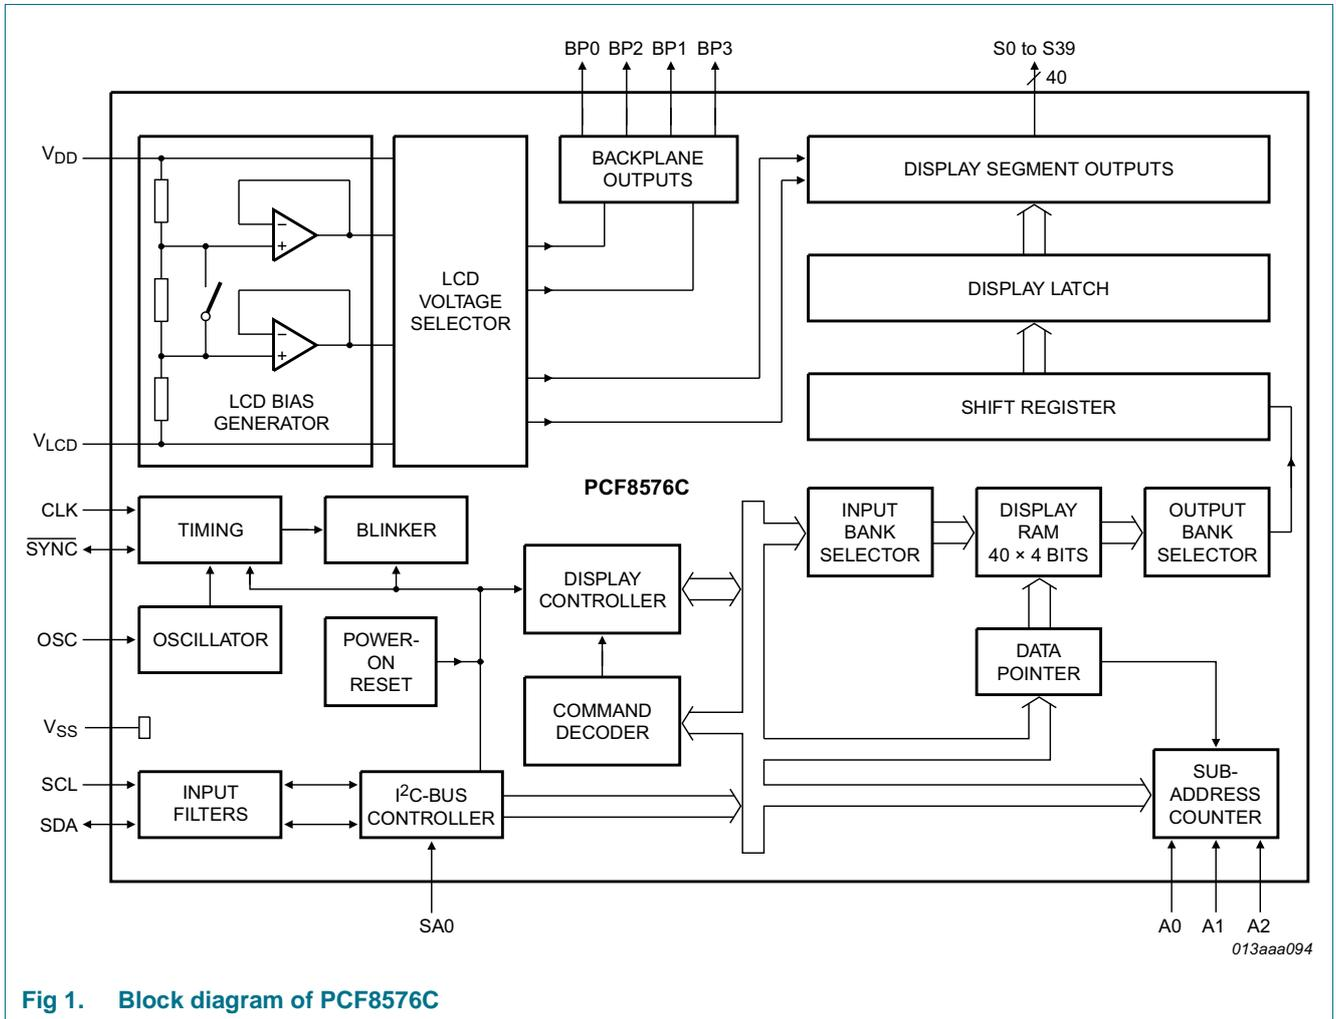 BP0 BP2 BP1 BP3
S0 to S39
40
VDD
BACKPLANE
OUTPUTS
DISPLAY SEGMENT OUTPUTS
−
+
LCD
VOLTAGE
SELECTOR
DISPLAY LATCH
−
+
LCD BIAS
GENERATOR
SHIFT REGISTER
VLCD
PCF8576C
CLK
SYNC
TIMING
BLINKER
INPUT
BANK
SELECTOR
DISPLAY
RAM
40 × 4 BITS
OUTPUT
BANK
SELECTOR
DISPLAY
CONTROLLER
OSC
OSCILLATOR
POWER-
ON
RESET
DATA
POINTER
COMMAND
DECODER
VSS
SCL
SDA
INPUT
FILTERS
I2C-BUS
CONTROLLER
SUB-
ADDRESS
COUNTER
SA0
A0 A1 A2
013aaa094
Fig 1. Block diagram of PCF8576C